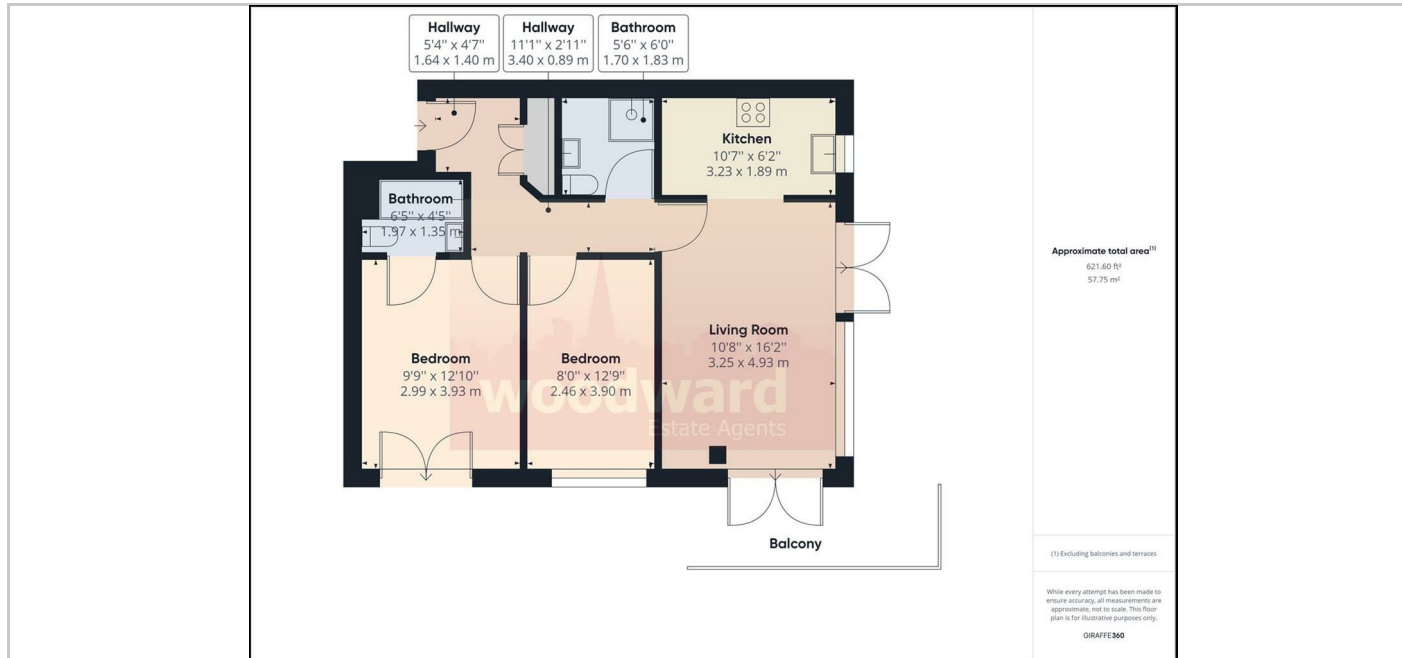 Hallway
5'4" x 4'7"
1.64 x 1.40 m
Hallway
11'1" x 2'11"
3.40 x 0.89 m
Bathroom
5'6" x 6'0"
1.70 x 1.83 m
Kitchen
10'7" x 6'2"
3.23 x 1.89 m
Bathroom
6'5" x 4'5"
1.97 x 1.35 m
Living Room
10'8" x 16'2"
3.25 x 4.93 m
Bedroom
9'9" x 12'10"
2.99 x 3.93 m
Bedroom
8'0" x 12'9"
2.46 x 3.90 m
woodward
Estate Agents
Balcony
Approximate total area(1)
621.60 ft²
57.75 m²
(1) Excluding balconies and terraces
While every attempt has been made to
ensure accuracy, all measurements are
approximate, not to scale. This floor
plan is for illustrative purposes only.
GIRAFFE360